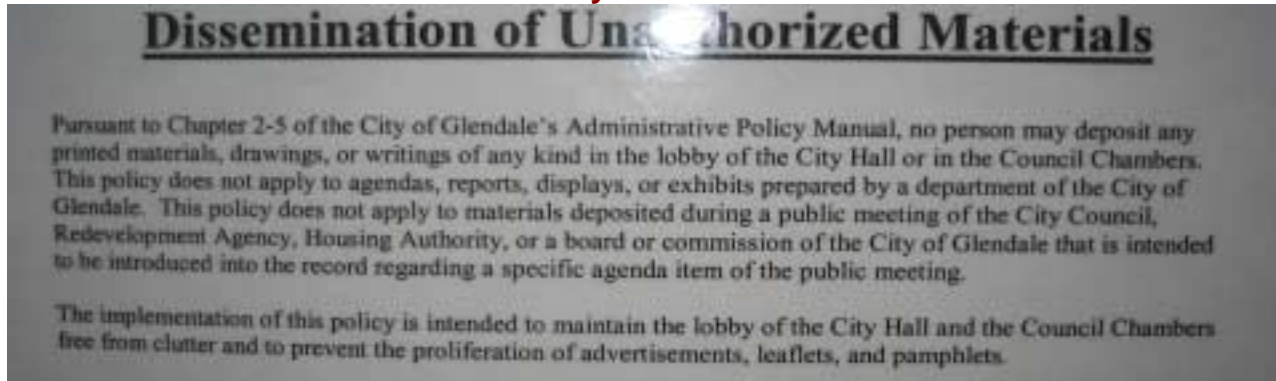 Dissemination of Unauthorized Materials
Pursuant to Chapter 2-5 of the City of Glendale's Administrative Policy Manual, no person may deposit any
printed materials, drawings, or writings of any kind in the lobby of the City Hall or in the Council Chambers.
This policy does not apply to agendas, reports, displays, or exhibits prepared by a department of the City of
Glendale. This policy does not apply to materials deposited during a public meeting of the City Council,
Redevelopment Agency, Housing Authority, or a board or commission of the City of Glendale that is intended
to be introduced into the record regarding a specific agenda item of the public meeting.
The implementation of this policy is intended to maintain the lobby of the City Hall and the Council Chambers
free from clutter and to prevent the proliferation of advertisements, leaflets, and pamphlets.